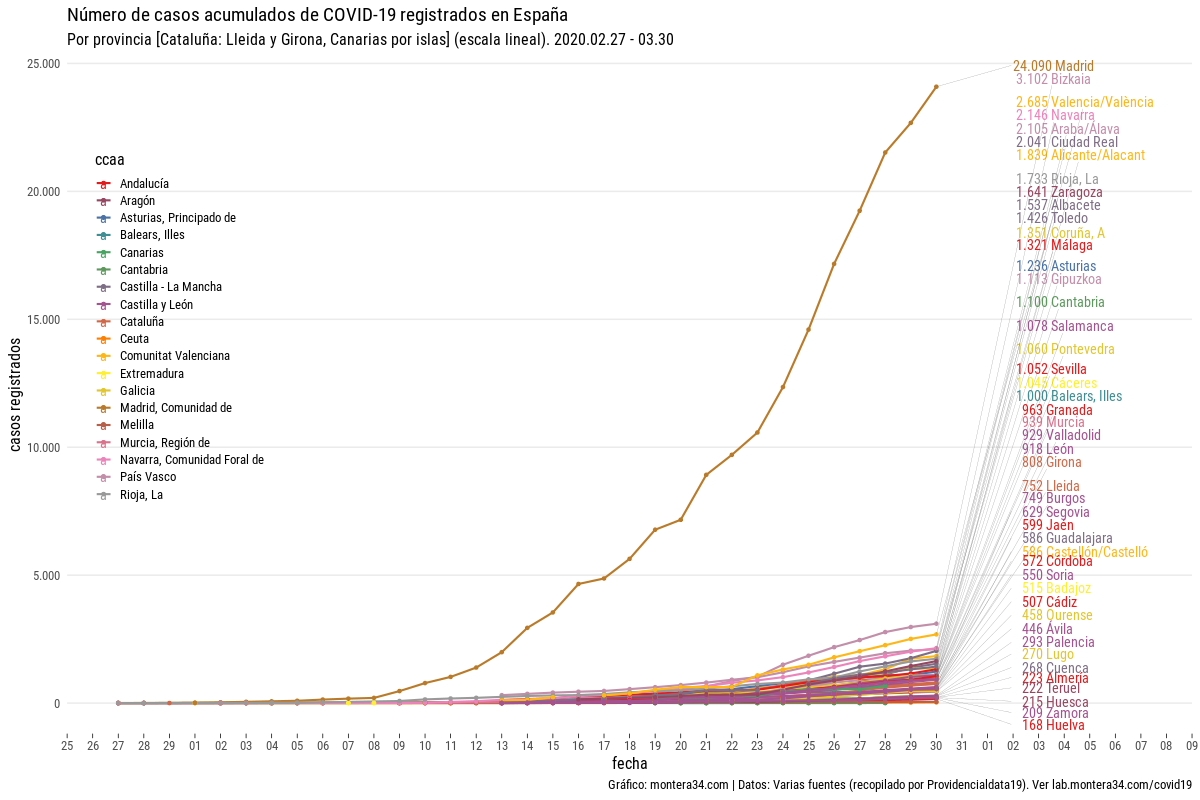 Número de casos acumulados de COVID-19 registrados en España
Por provincia [Cataluña: Lleida y Girona, Canarias por islas] (escala lineal). 2020.02.27 - 03.30
25.000
20.000
15.000
10.000
5.000
0
casos registrados
ccaa
Andalucía
Aragón
Asturias, Principado de
Balears, Illes
Canarias
Cantabria
Castilla - La Mancha
Castilla y León
Cataluña
Ceuta
Comunitat Valenciana
Extremadura
Galicia
Madrid, Comunidad de
Melilla
Murcia, Región de
Navarra, Comunidad Foral de
País Vasco
Rioja, La
24.090 Madrid
3.102 Bizkaia
2.685 Valencia/València
2.146 Navarra
2.105 Araba/Álava
2.041 Ciudad Real
1.839 Alicante/Alacant
1.733 Rioja, La
1.641 Zaragoza
1.537 Albacete
1.426 Toledo
1.351 Coruña, A
1.321 Málaga
1.236 Asturias
1.113 Gipuzkoa
1.100 Cantabria
1.078 Salamanca
1.060 Pontevedra
1.052 Sevilla
Cáceres
1.000 Balears, Illes
963 Granada
939 Murcia
929 Valladolid
918 León
808 Girona
752 Lleida
749 Burgos
629 Segovia
599 Jaén
586 Guadalajara
586 Castellón/Castelló
572 Córdoba
550 Soria
515 Badajoz
507 Cádiz
458 Ourense
446 Ávila
293 Palencia
270 Lugo
268 Cuenca
223 Almería
222 Teruel
215 Huesca
209 Zamora
168 Huelva
25 26 27 28 29 01 02 03 04 05 06 07 08 09 10 11 12 13 14 15 16 17 18 19 20 21 22 23 24 25 26 27 28 29 30 31 01 02 03 04 05 06 07 08 09
fecha
Gráfico: montera34.com | Datos: Varias fuentes (recopilado por Providencialdata19). Ver lab.montera34.com/covid19